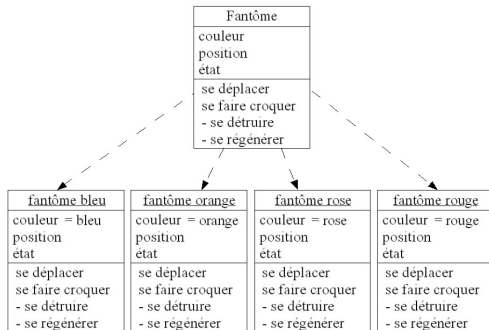 Fantôme
couleur
position
état
se déplacer
se faire croquer
- se détruire
- se régénérer
fantôme bleu
couleur = bleu
position
état
se déplacer
se faire croquer
- se détruire
- se régénérer
fantôme orange
couleur = orange
position
état
se déplacer
se faire croquer
- se détruire
- se régénérer
fantôme rose
couleur = rose
position
état
se déplacer
se faire croquer
- se détruire
- se régénérer
fantôme rouge
couleur = rouge
position
état
se déplacer
se faire croquer
- se détruire
- se régénérer